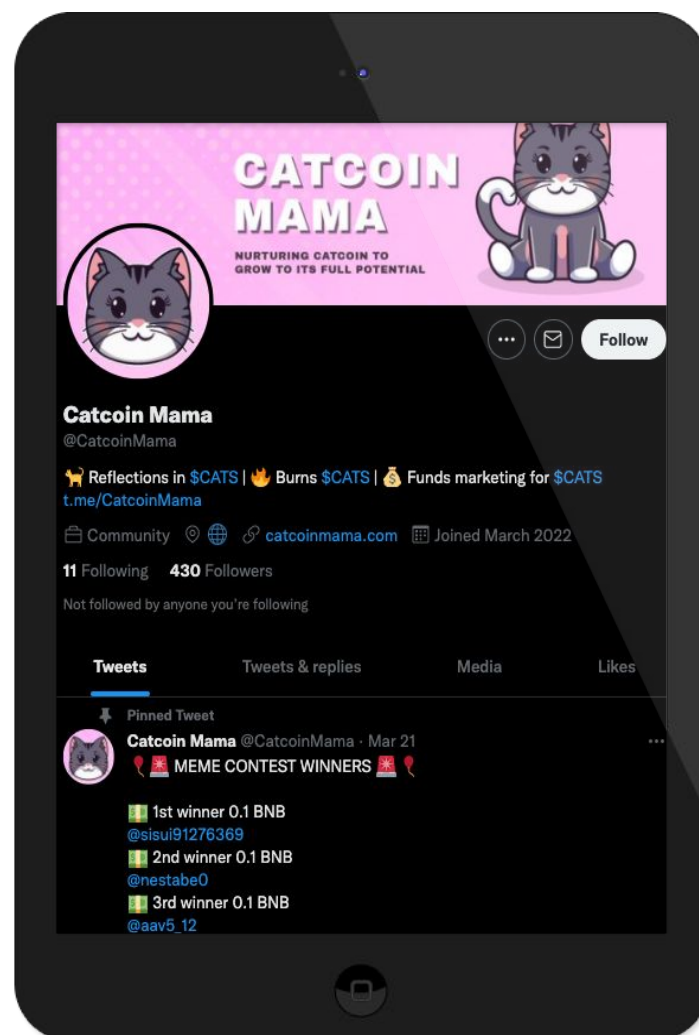 CATCOIN
MAMA
NURTURING CATCOIN TO
GROW TO ITS FULL POTENTIAL
Follow
Catcoin Mama
@CatcoinMama
🐈 Reflections in $CATS | 🔥 Burns $CATS | 💰 Funds marketing for $CATS
t.me/CatcoinMama
Community 🌐 catcoinmama.com Joined March 2022
11 Following 430 Followers
Not followed by anyone you're following
Tweets Tweets & replies Media Likes
Pinned Tweet
Catcoin Mama @CatcoinMama · Mar 21
🎈🚨 MEME CONTEST WINNERS 🚨🎈
💵 1st winner 0.1 BNB
@sisui91276369
💵 2nd winner 0.1 BNB
@nestabe0
💵 3rd winner 0.1 BNB
@aav5_12